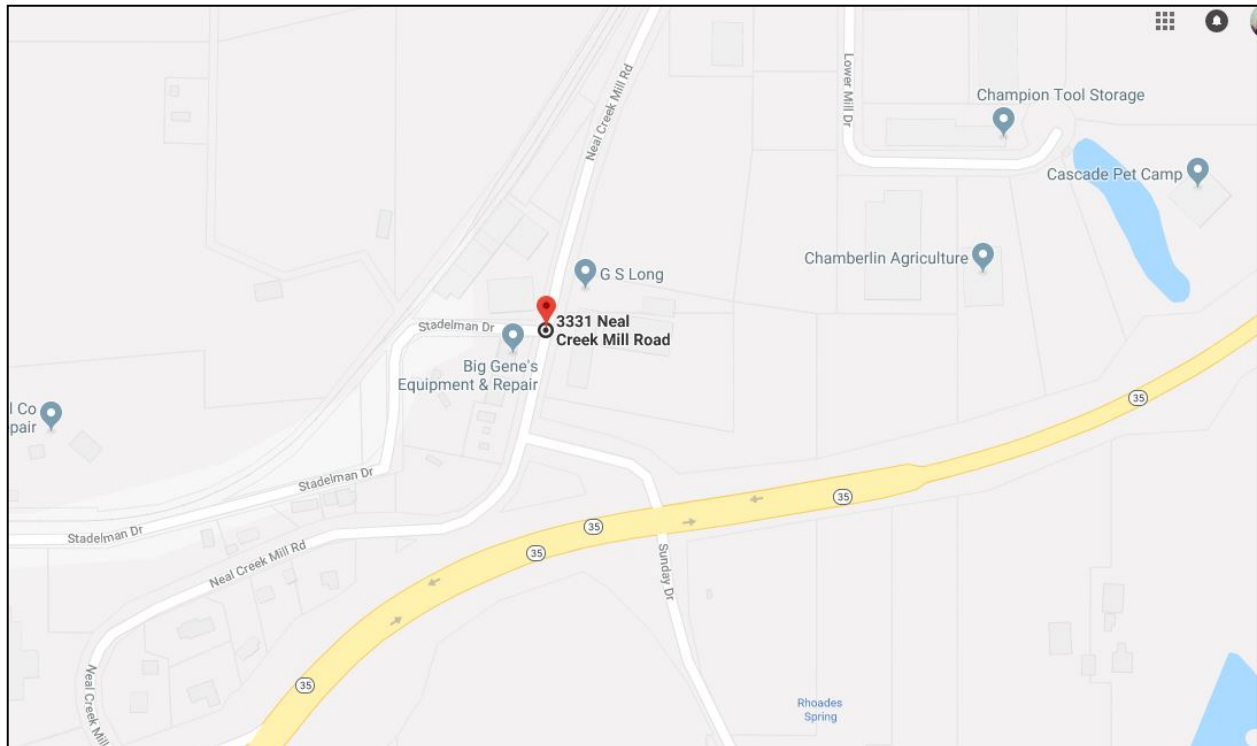 Neal Creek Mill Rd
Lower Mill Dr
Champion Tool Storage
Cascade Pet Camp
Chamberlin Agriculture
G S Long
3331 Neal
Creek Mill Road
Stadelman Dr
Big Gene's
Equipment & Repair
l Co
pair
35
Stadelman Dr
35
35
Stadelman Dr
35
Neal Creek Mill Rd
Sunday Dr
Neal Creek Mill
35
Rhoades
Spring